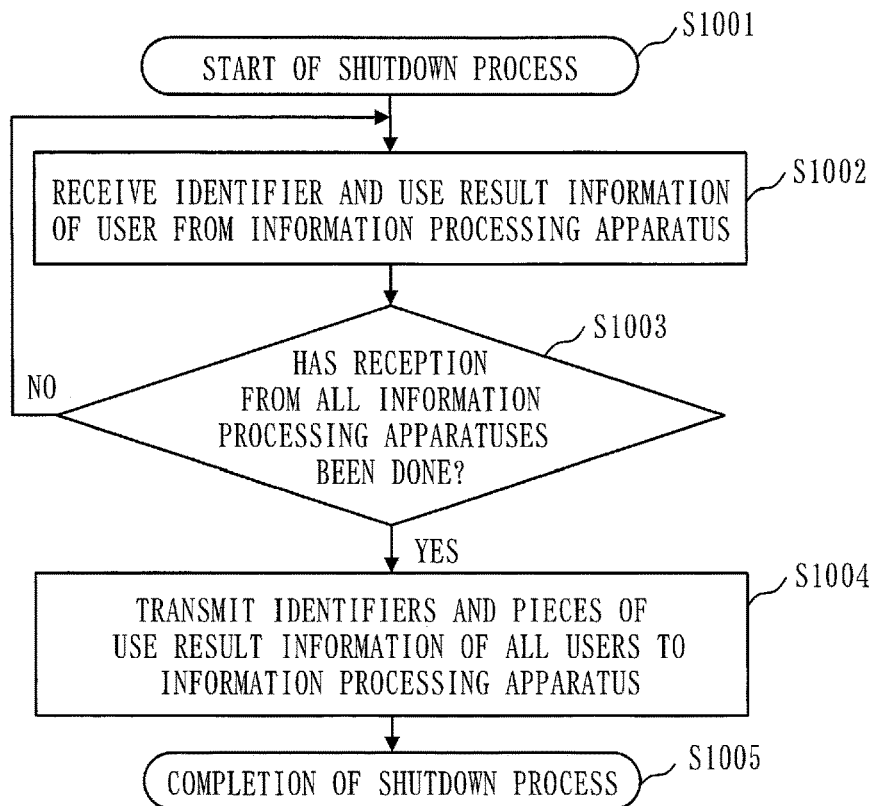 S1001
START OF SHUTDOWN PROCESS
S1002
RECEIVE IDENTIFIER AND USE RESULT INFORMATION
OF USER FROM INFORMATION PROCESSING APPARATUS
S1003
HAS RECEPTION
FROM ALL INFORMATION
PROCESSING APPARATUSES
BEEN DONE?
NO
YES
S1004
TRANSMIT IDENTIFIERS AND PIECES OF
USE RESULT INFORMATION OF ALL USERS TO
INFORMATION PROCESSING APPARATUS
S1005
COMPLETION OF SHUTDOWN PROCESS